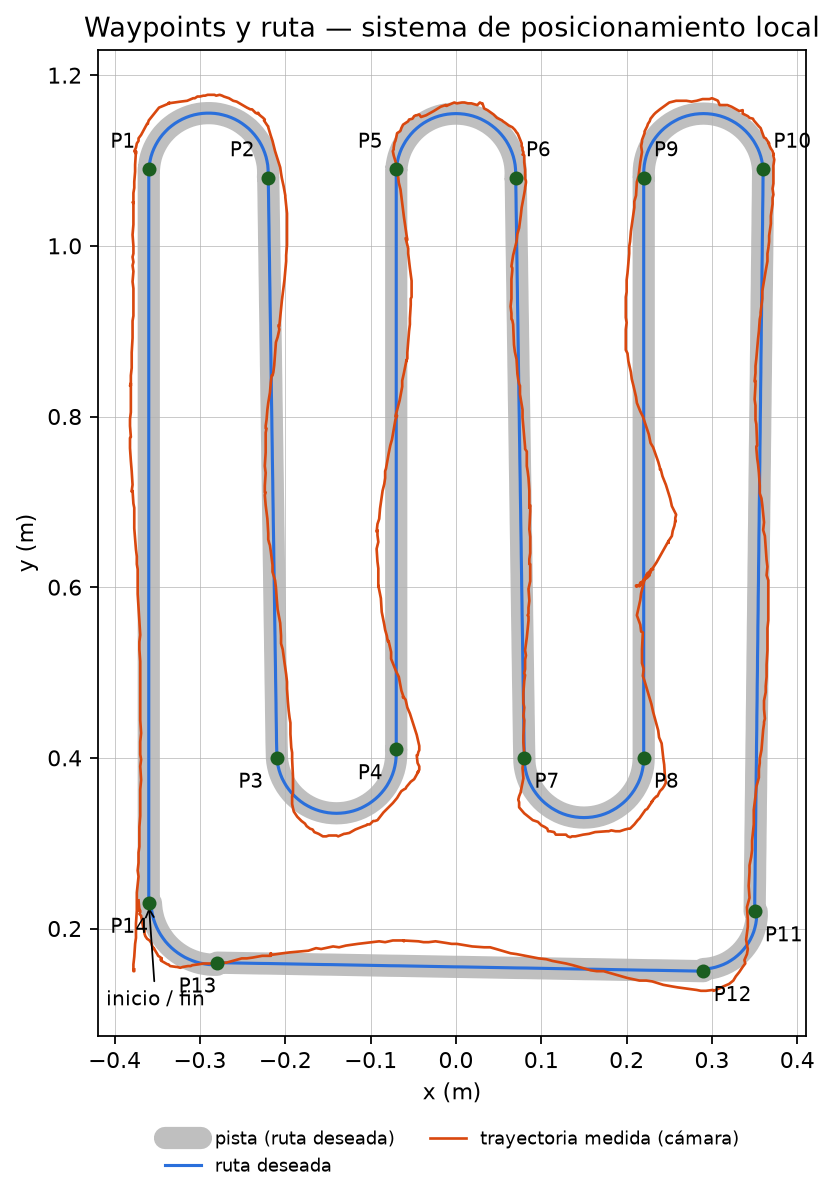 Waypoints y ruta — sistema de posicionamiento local
1.2
1.0
0.8
0.6
0.4
0.2
y (m)
P1
P2
P5
P6
P9
P10
P3
P4
P7
P8
P14
P13
P11
P12
inicio / fin
−0.4
−0.3
−0.2
−0.1
0.0
0.1
0.2
0.3
0.4
x (m)
pista (ruta deseada)
trayectoria medida (cámara)
ruta deseada